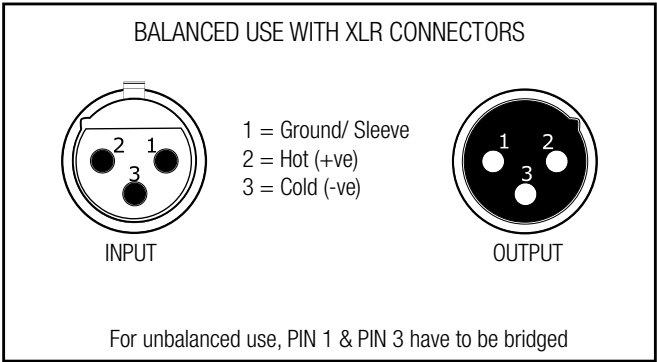 BALANCED USE WITH XLR CONNECTORS
2 1
3
INPUT
1 = Ground/ Sleeve
2 = Hot (+ve)
3 = Cold (-ve)
1 2
3
OUTPUT
For unbalanced use, PIN 1 & PIN 3 have to be bridged